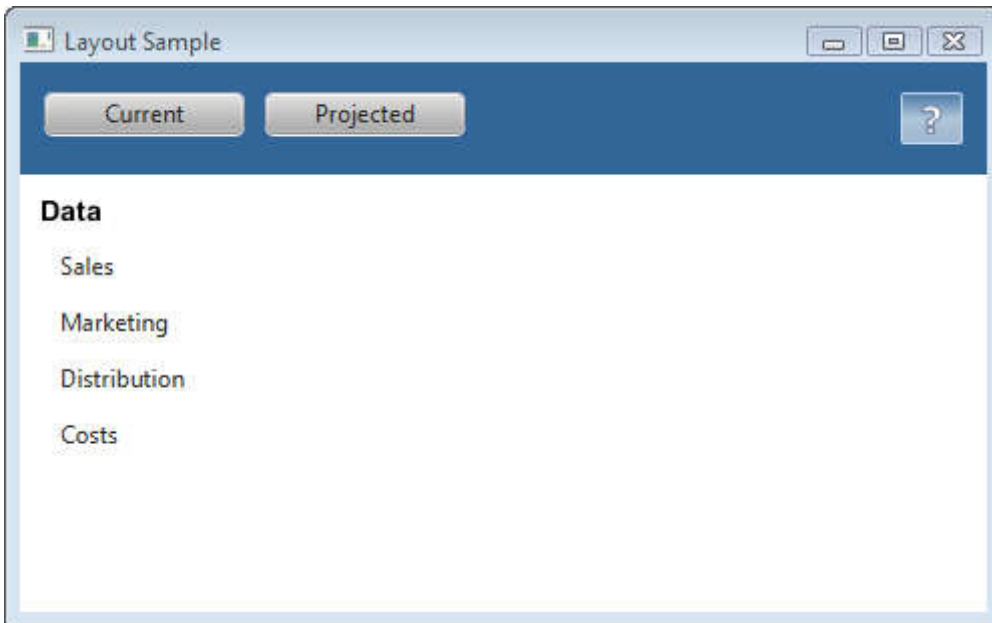 Layout Sample
Current Projected ?
Data
Sales
Marketing
Distribution
Costs